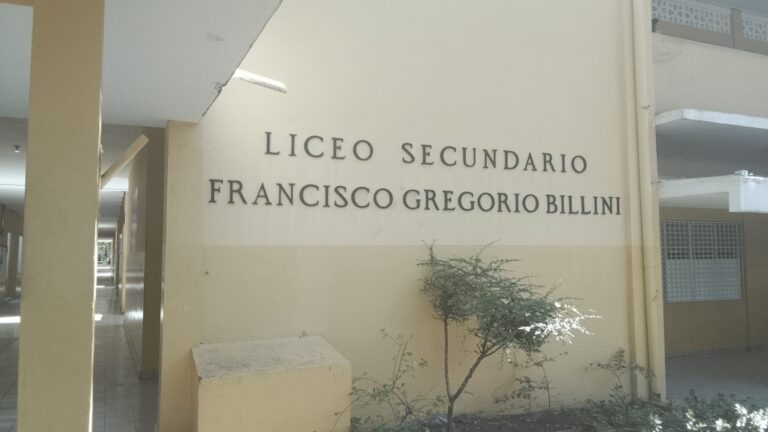 LICEO SECUNDARIO
FRANCISCO GREGORIO BILLINI